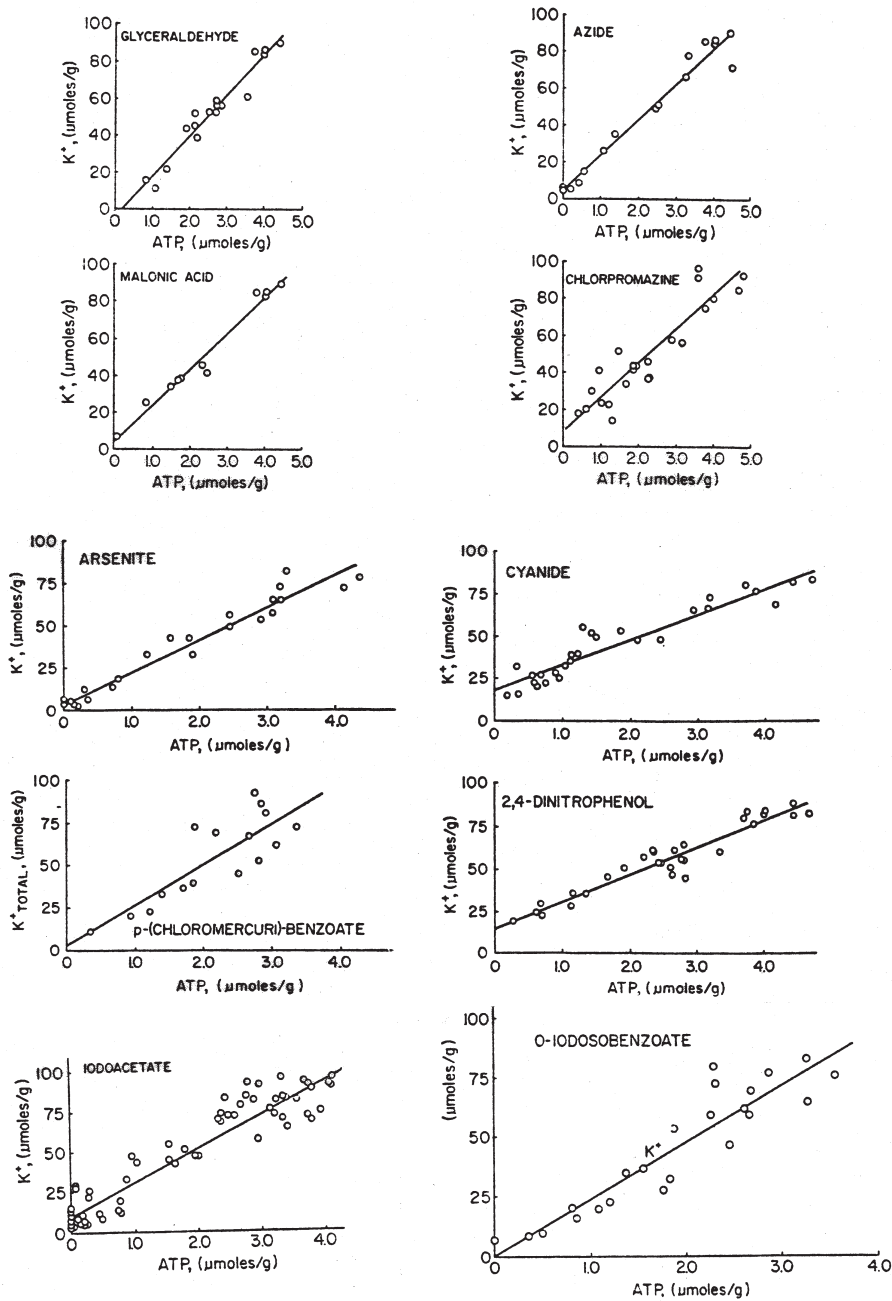 GLYCERALDEHYDE
K+, (µmoles/g)
100
80
60
40
20
0
0 1.0 2.0 3.0 4.0 5.0
ATP, (µmoles/g)
AZIDE
K+, (µmoles/g)
100
80
60
40
20
0
0 1.0 2.0 3.0 4.0 5.0
ATP, (µmoles/g)
MALONIC ACID
K+, (µmoles/g)
100
80
60
40
20
0
0 1.0 2.0 3.0 4.0 5.0
ATP, (µmoles/g)
CHLORPROMAZINE
K+, (µmoles/g)
100
80
60
40
20
0
0 1.0 2.0 3.0 4.0 5.0
ATP, (µmoles/g)
ARSENITE
K+, (µmoles/g)
100
75
50
25
0
0 1.0 2.0 3.0 4.0
ATP, (µmoles/g)
CYANIDE
K+, (µmoles/g)
100
75
50
25
0
0 1.0 2.0 3.0 4.0
ATP, (µmoles/g)
p-(CHLOROMERCURI)-BENZOATE
K+TOTAL, (µmoles/g)
100
75
50
25
0
0 1.0 2.0 3.0 4.0
ATP, (µmoles/g)
2,4-DINITROPHENOL
K+, (µmoles/g)
100
75
50
25
0
0 1.0 2.0 3.0 4.0
ATP, (µmoles/g)
IODOACETATE
K+, (µmoles/g)
100
75
50
25
0
0 1.0 2.0 3.0 4.0
ATP, (µmoles/g)
O-IODOSOBENZOATE
(µmoles/g)
100
75
50
25
0
K+
0 1.0 2.0 3.0 4.0
ATP, (µmoles/g)